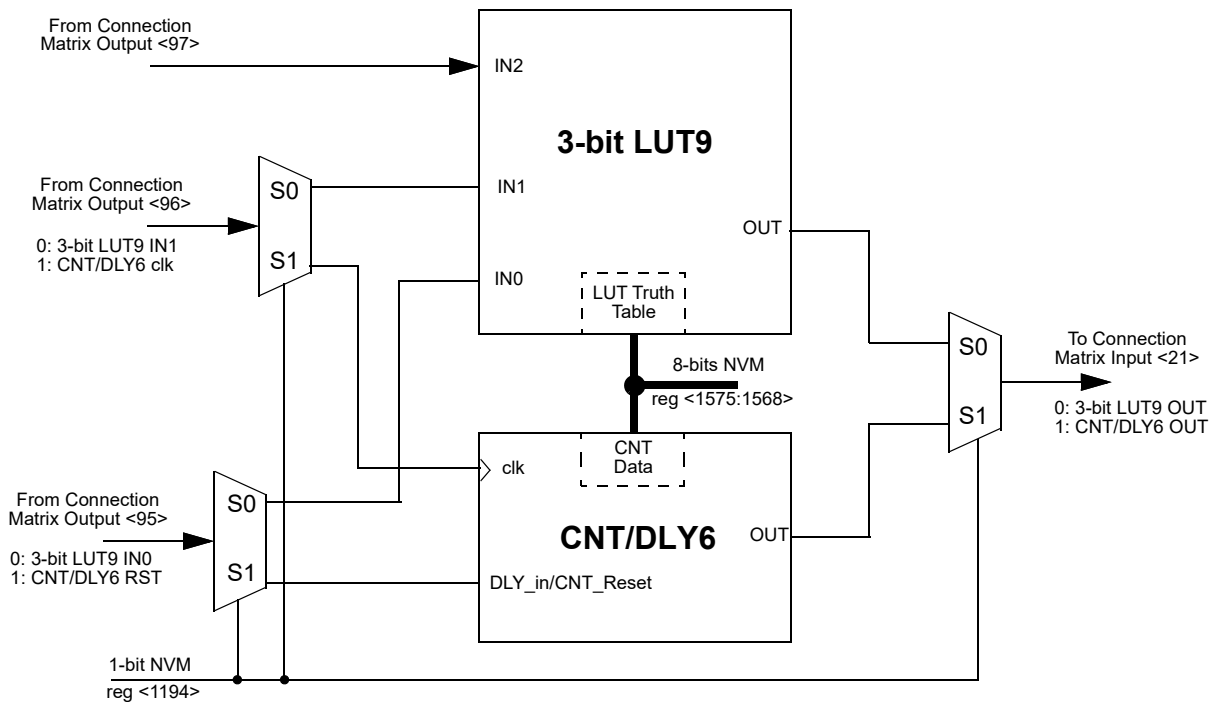 From Connection
Matrix Output <97>
IN2
3-bit LUT9
From Connection
Matrix Output <96>
S0
IN1
0: 3-bit LUT9 IN1
1: CNT/DLY6 clk
S1
OUT
IN0
LUT Truth
Table
8-bits NVM
reg <1575:1568>
S0
S1
To Connection
Matrix Input <21>
0: 3-bit LUT9 OUT
1: CNT/DLY6 OUT
CNT
Data
clk
From Connection
Matrix Output <95>
S0
CNT/DLY6
OUT
0: 3-bit LUT9 IN0
1: CNT/DLY6 RST
S1
DLY_in/CNT_Reset
1-bit NVM
reg <1194>